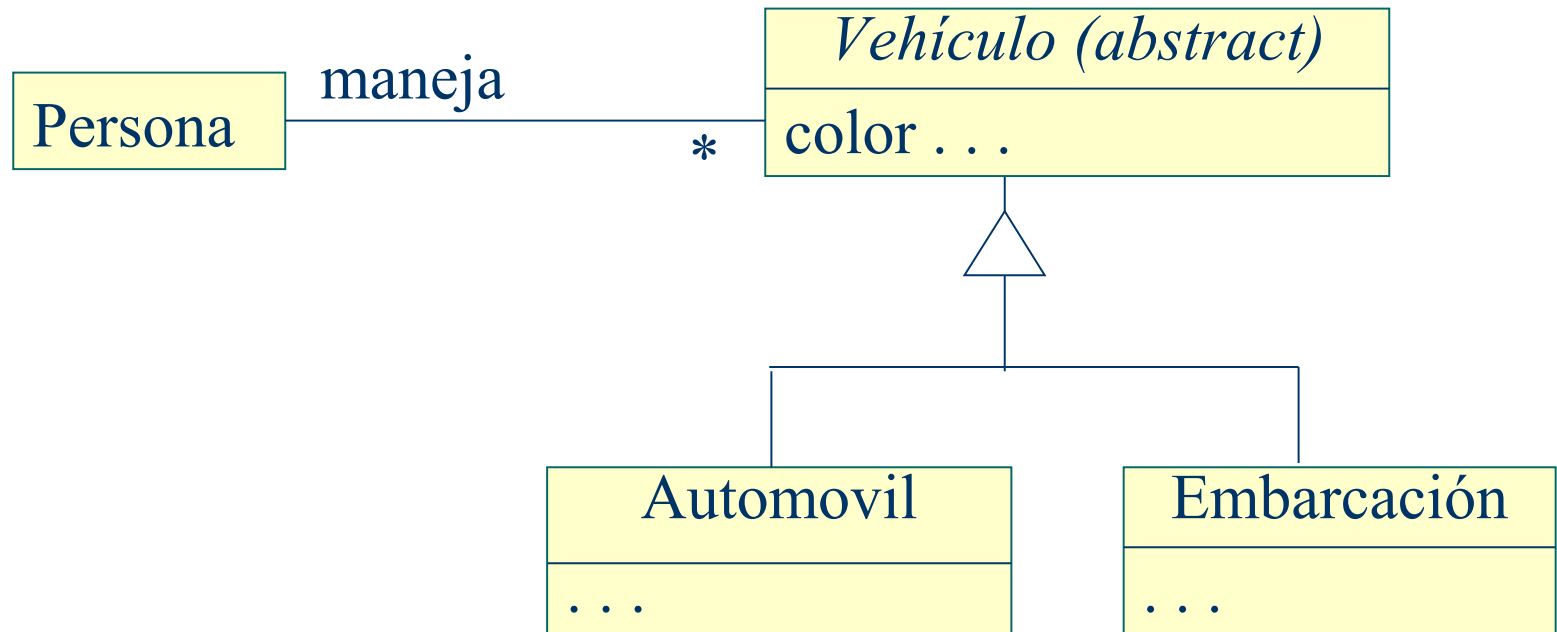 Vehículo (abstract)
maneja
Persona
*
color . . .
Automovil
Embarcación
. . .
. . .